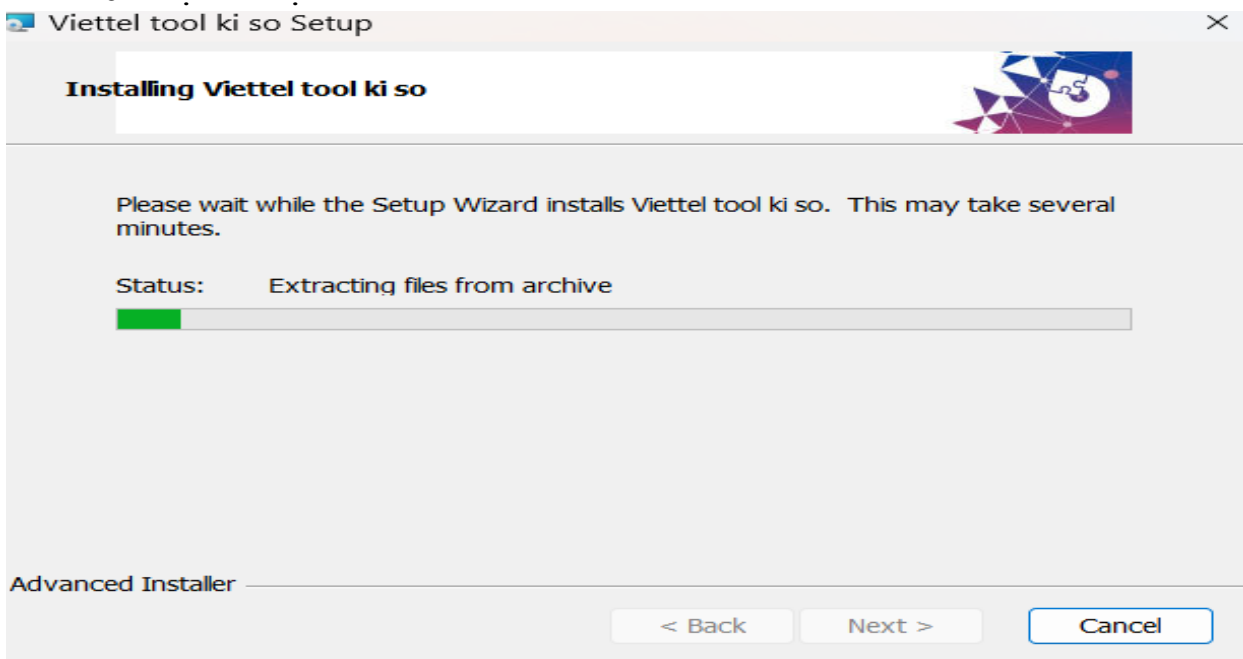 Viettel tool ki so Setup
Installing Viettel tool ki so
Please wait while the Setup Wizard installs Viettel tool ki so. This may take several
minutes.
Status: Extracting files from archive
Advanced Installer
< Back Next > Cancel